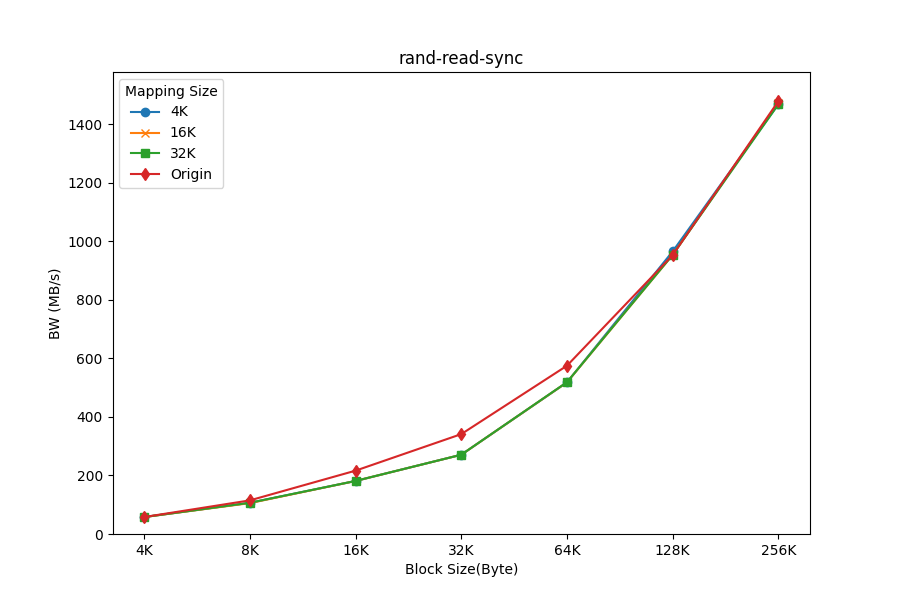 rand-read-sync
Mapping Size
4K
16K
32K
Origin
BW (MB/s)
1400
1200
1000
800
600
400
200
0
4K 8K 16K 32K 64K 128K 256K
Block Size(Byte)